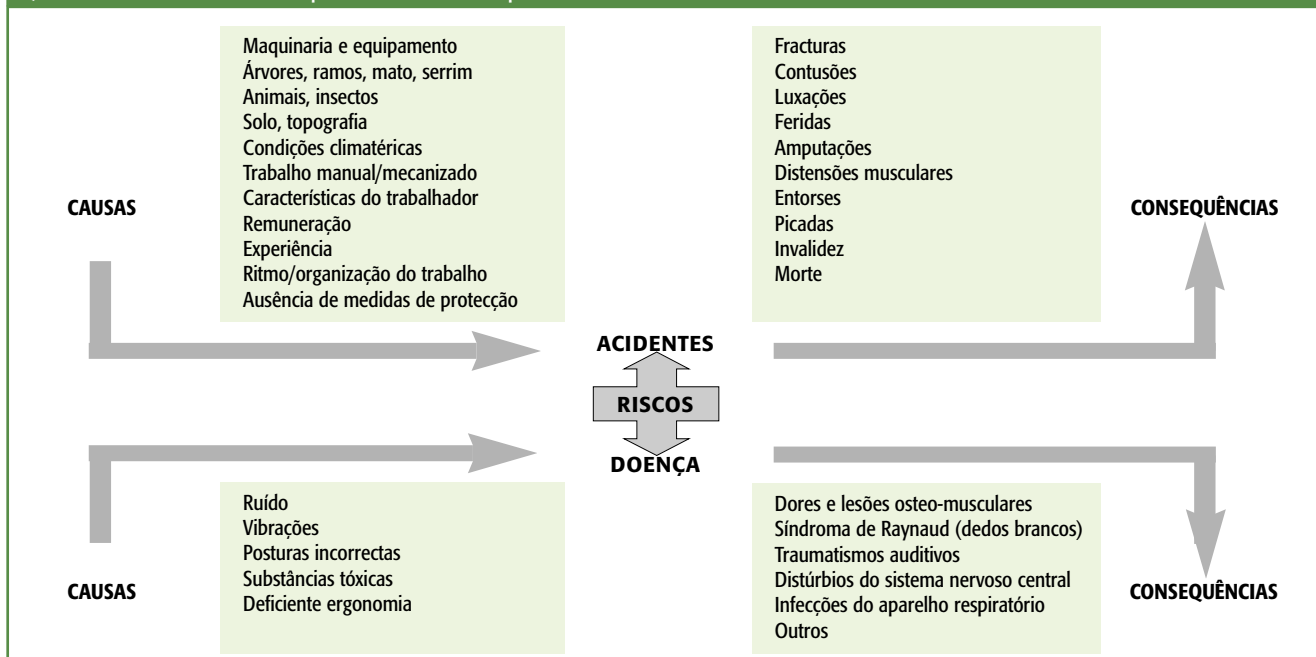 Maquinaria e equipamento
Árvores, ramos, mato, serrim
Animais, insectos
Solo, topografia
Condições climatéricas
Trabalho manual/mecanizado
Características do trabalhador
Remuneração
Experiência
Ritmo/organização do trabalho
Ausência de medidas de protecção
Fracturas
Contusões
Luxações
Feridas
Amputações
Distensões musculares
Entorses
Picadas
Invalidez
Morte
CAUSAS
CONSEQUÊNCIAS
ACIDENTES
RISCOS
DOENÇA
Ruído
Vibrações
Posturas incorrectas
Substâncias tóxicas
Deficiente ergonomia
Dores e lesões osteo-musculares
Síndroma de Raynaud (dedos brancos)
Traumatismos auditivos
Distúrbios do sistema nervoso central
Infecções do aparelho respiratório
Outros
CAUSAS
CONSEQUÊNCIAS